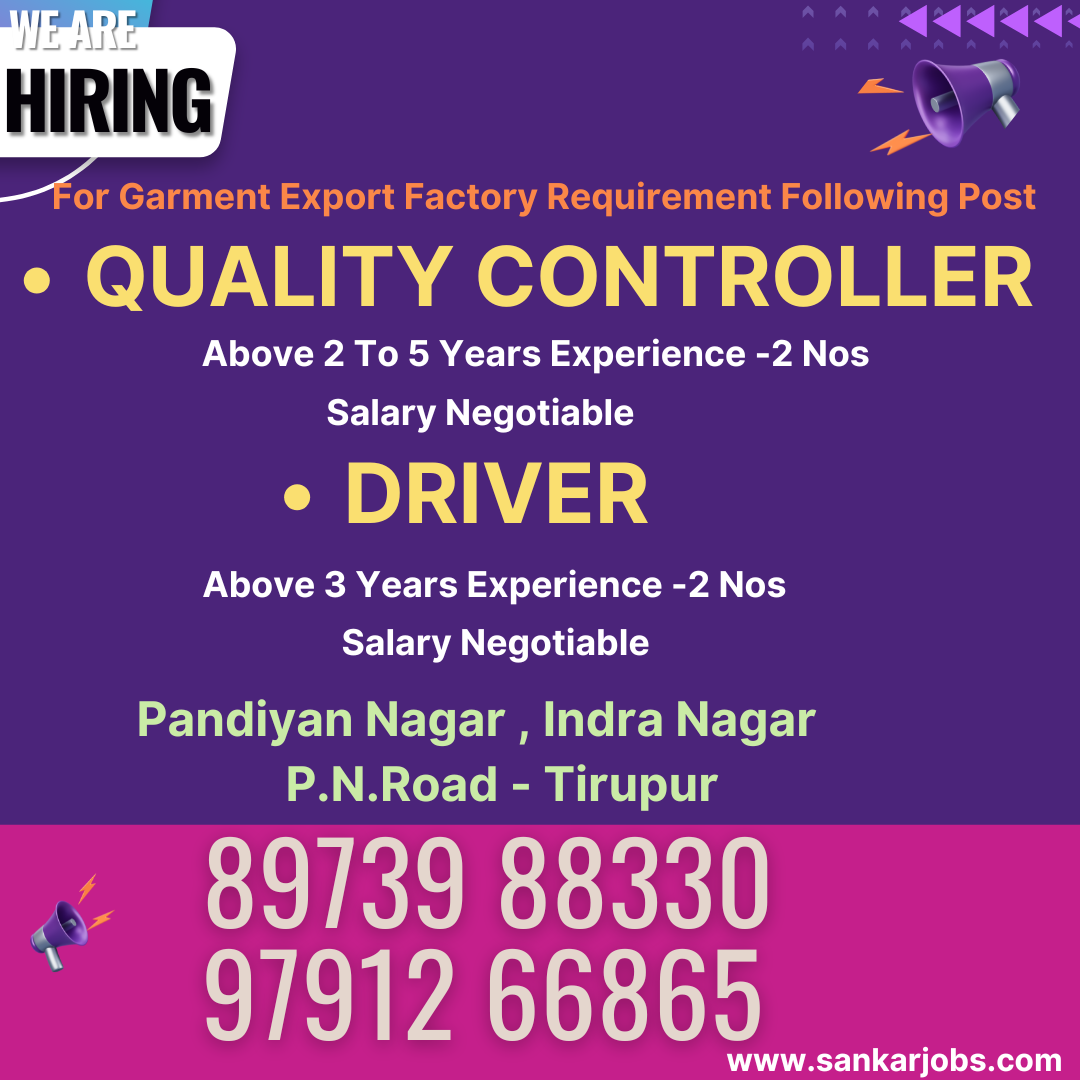 WE ARE
HIRING
For Garment Export Factory Requirement Following Post
• QUALITY CONTROLLER
Above 2 To 5 Years Experience -2 Nos
Salary Negotiable
• DRIVER
Above 3 Years Experience -2 Nos
Salary Negotiable
Pandiyan Nagar , Indra Nagar
P.N.Road - Tirupur
89739 88330
97912 66865
www.sankarjobs.com